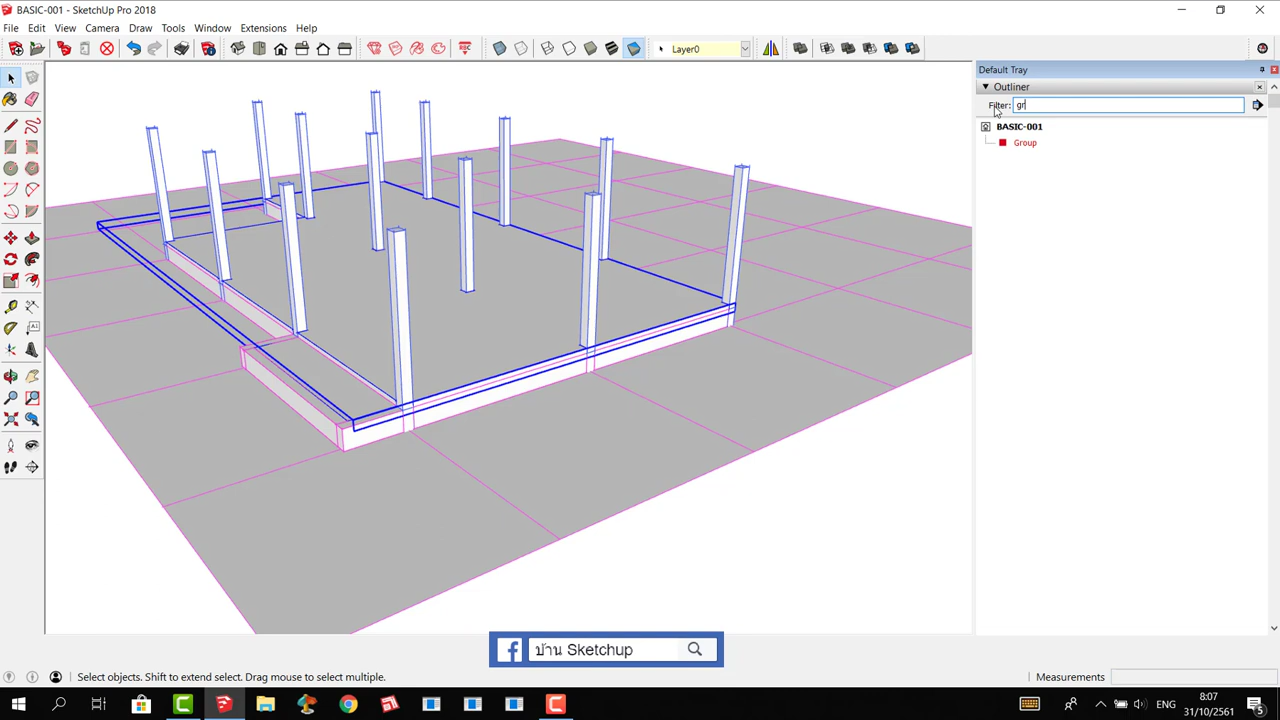 BASIC-001 - SketchUp Pro 2018
File Edit View Camera Draw Tools Window Extensions Help
Layer0
Default Tray
Outliner
Filter: gr
BASIC-001
Group
บ้าน Sketchup
Select objects. Shift to extend select. Drag mouse to select multiple.
Measurements
ENG
8:07
31/10/2561
5